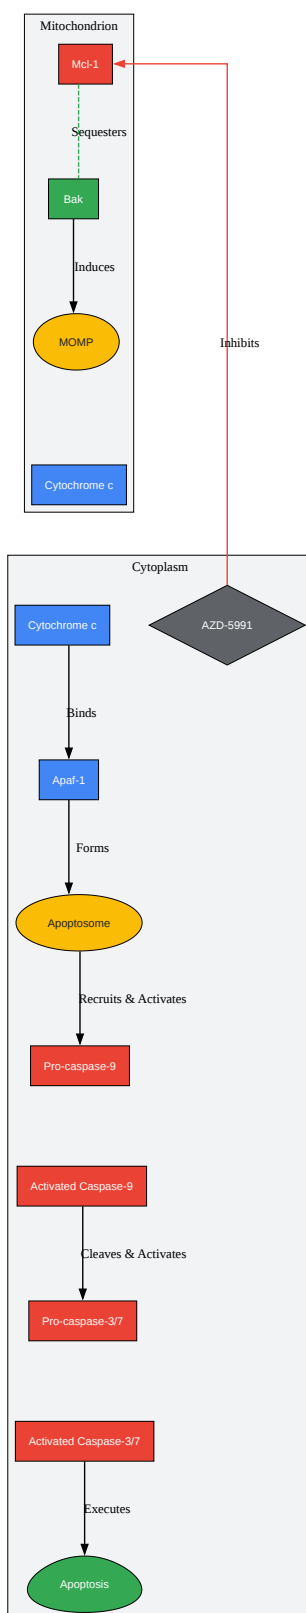 Mitochondrion
Mcl-1
Sequesters
Bak
Induces
MOMP
Inhibits
Cytochrome c
Cytoplasm
Cytochrome c
AZD-5991
Binds
Apaf-1
Forms
Apoptosome
Recruits & Activates
Pro-caspase-9
Activated Caspase-9
Cleaves & Activates
Pro-caspase-3/7
Activated Caspase-3/7
Executes
Apoptosis